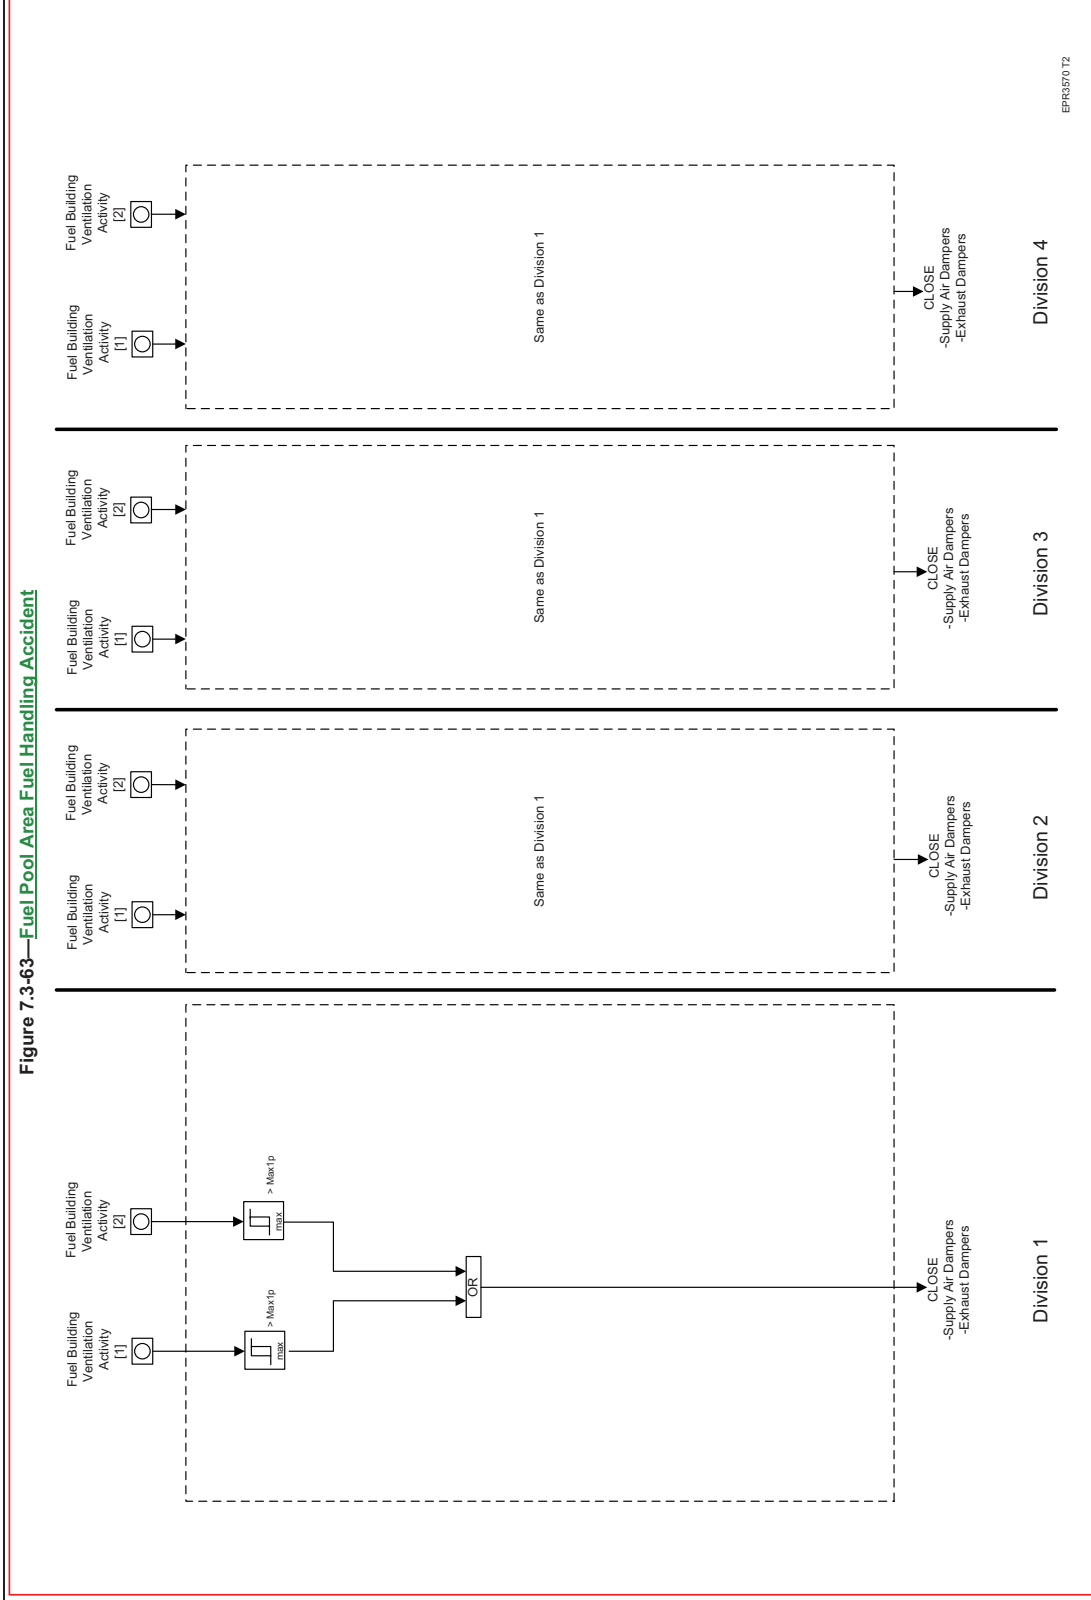 Figure 7.3-63—Fuel Pool Area Fuel Handling Accident
Fuel Building
Ventilation
Activity
[1]
Fuel Building
Ventilation
Activity
[2]
> Max1p
max
> Max1p
max
OR
CLOSE
-Supply Air Dampers
-Exhaust Dampers
Division 1
Fuel Building
Ventilation
Activity
[1]
Fuel Building
Ventilation
Activity
[2]
Same as Division 1
CLOSE
-Supply Air Dampers
-Exhaust Dampers
Division 2
Fuel Building
Ventilation
Activity
[1]
Fuel Building
Ventilation
Activity
[2]
Same as Division 1
CLOSE
-Supply Air Dampers
-Exhaust Dampers
Division 3
Fuel Building
Ventilation
Activity
[1]
Fuel Building
Ventilation
Activity
[2]
Same as Division 1
CLOSE
-Supply Air Dampers
-Exhaust Dampers
Division 4
EPR3570 T2